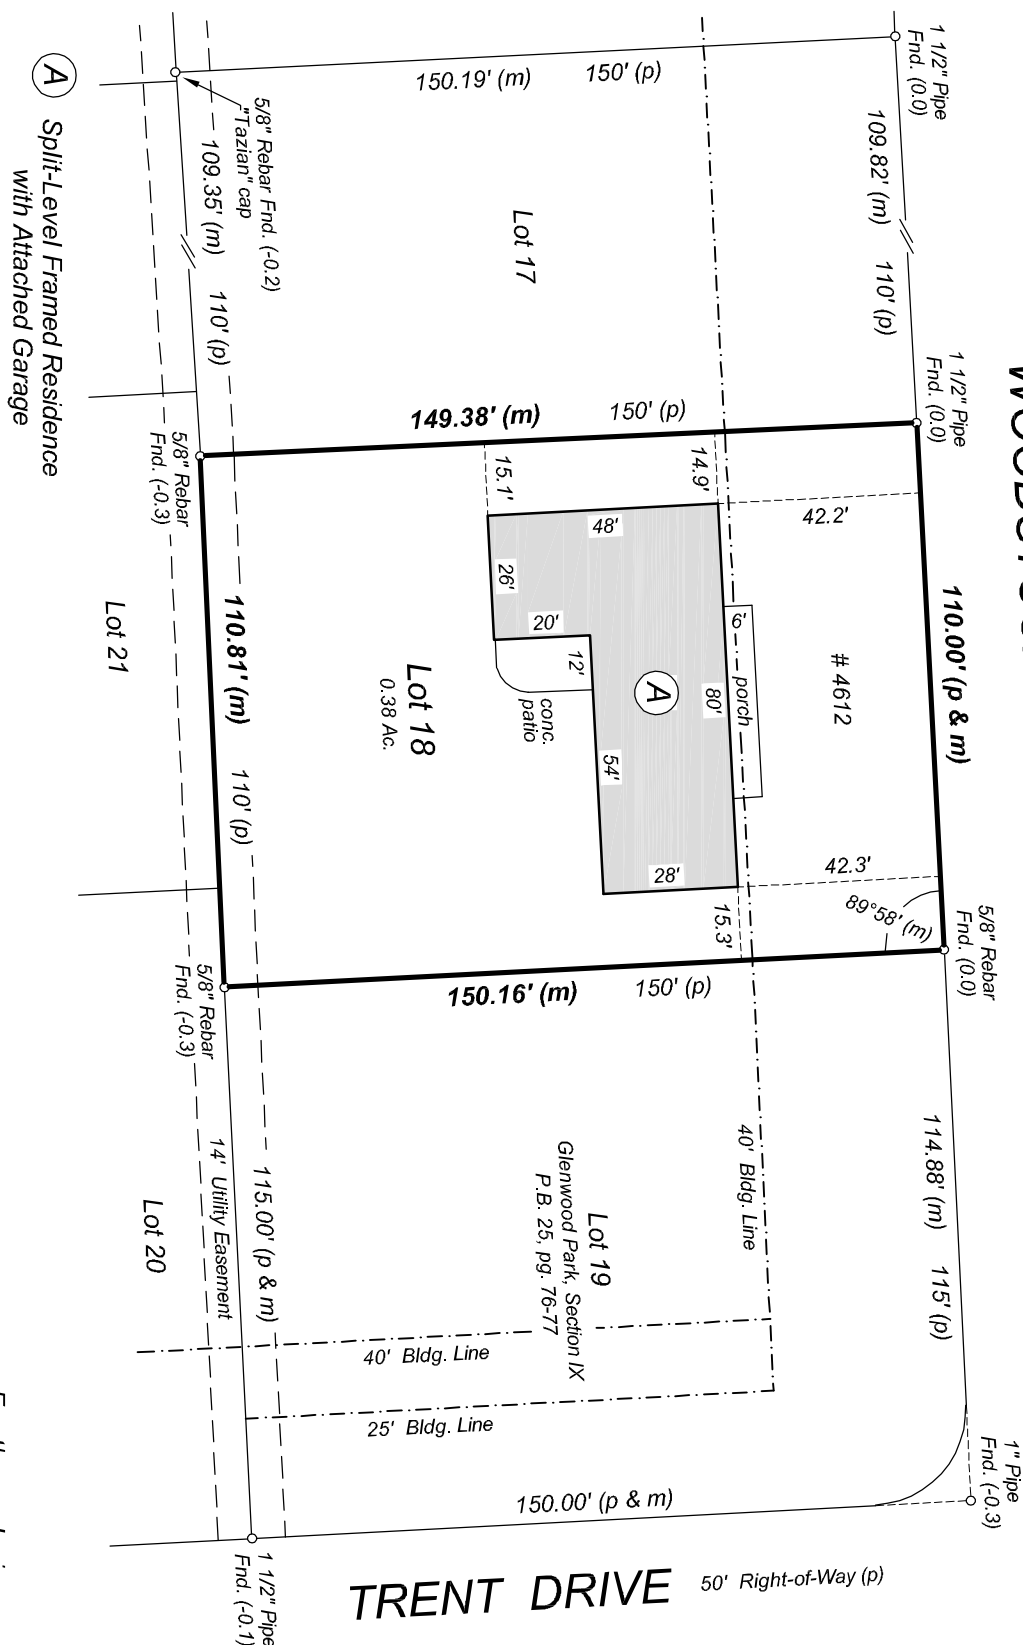 1 1/2" Pipe
Fnd. (0.0)
109.82' (m)
110' (p)
1 1/2" Pipe
Fnd. (0.0)
110.00' (p & m)
5/8" Rebar
Fnd. (0.0)
114.88' (m)
115' (p)
1" Pipe
Fnd. (-0.3)
150.19' (m)
150' (p)
Lot 17
5/8" Rebar Fnd. (-0.2)
"Tazian" cap
109.35' (m)
110' (p)
149.38' (m)
150' (p)
15.1'
14.9'
42.2'
48'
26'
20'
12'
6'
porch
# 4612
A
80'
54'
28'
conc.
patio
Lot 18
0.38 Ac.
42.3'
15.3'
89°58' (m)
150.16' (m)
150' (p)
5/8" Rebar
Fnd. (-0.3)
110.81' (m)
110' (p)
5/8" Rebar
Fnd. (-0.3)
Lot 21
40' Bldg. Line
Lot 19
Glenwood Park, Section IX
P.B. 25, pg. 76-77
40' Bldg. Line
25' Bldg. Line
115.00' (p & m)
14' Utility Easement
Lot 20
150.00' (p & m)
1 1/2" Pipe
Fnd. (-0.1)
TRENT DRIVE
50' Right-of-Way (p)
A
Split-Level Framed Residence
with Attached Garage